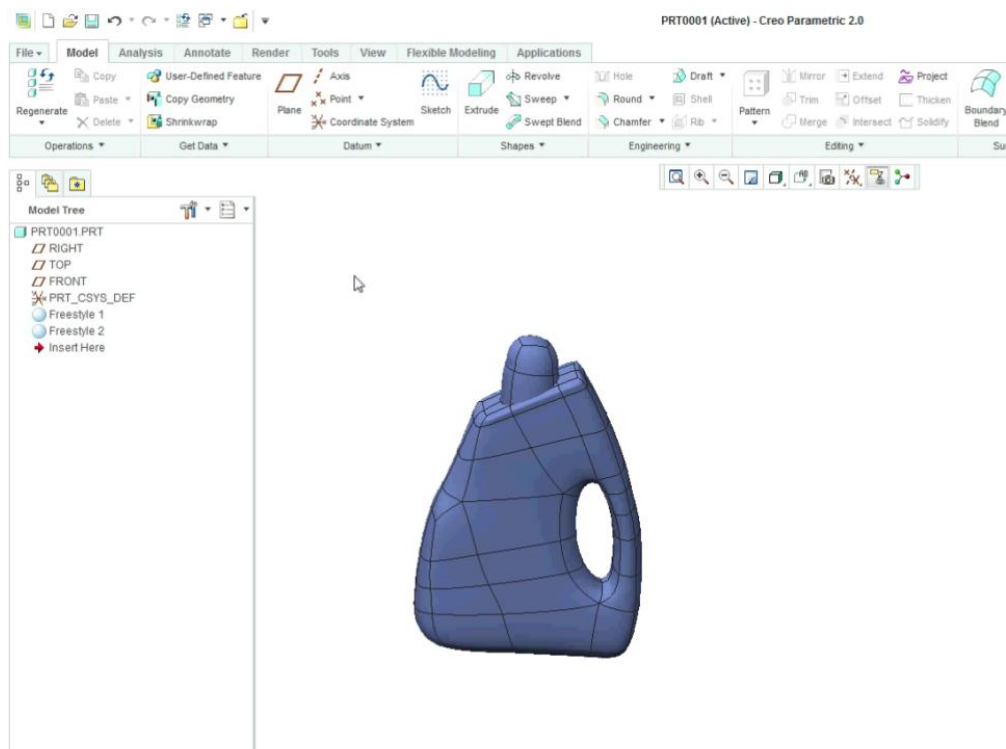 PRT0001 (Active) - Creo Parametric 2.0
File Model Analysis Annotate Render Tools View Flexible Modeling Applications
Regenerate Copy Paste Delete
User-Defined Feature Copy Geometry Shrinkwrap
Plane Axis Point Coordinate System Sketch
Extrude Revolve Sweep Swept Blend
Hole Round Chamfer Draft Shell Rib
Pattern Mirror Trim Merge Extend Offset Intersect Project Thicken Solidify
Boundary Blend
Operations Get Data Datum Shapes Engineering Editing Su
Model Tree
PRT0001.PRT
RIGHT
TOP
FRONT
PRT_CSYS_DEF
Freestyle 1
Freestyle 2
Insert Here